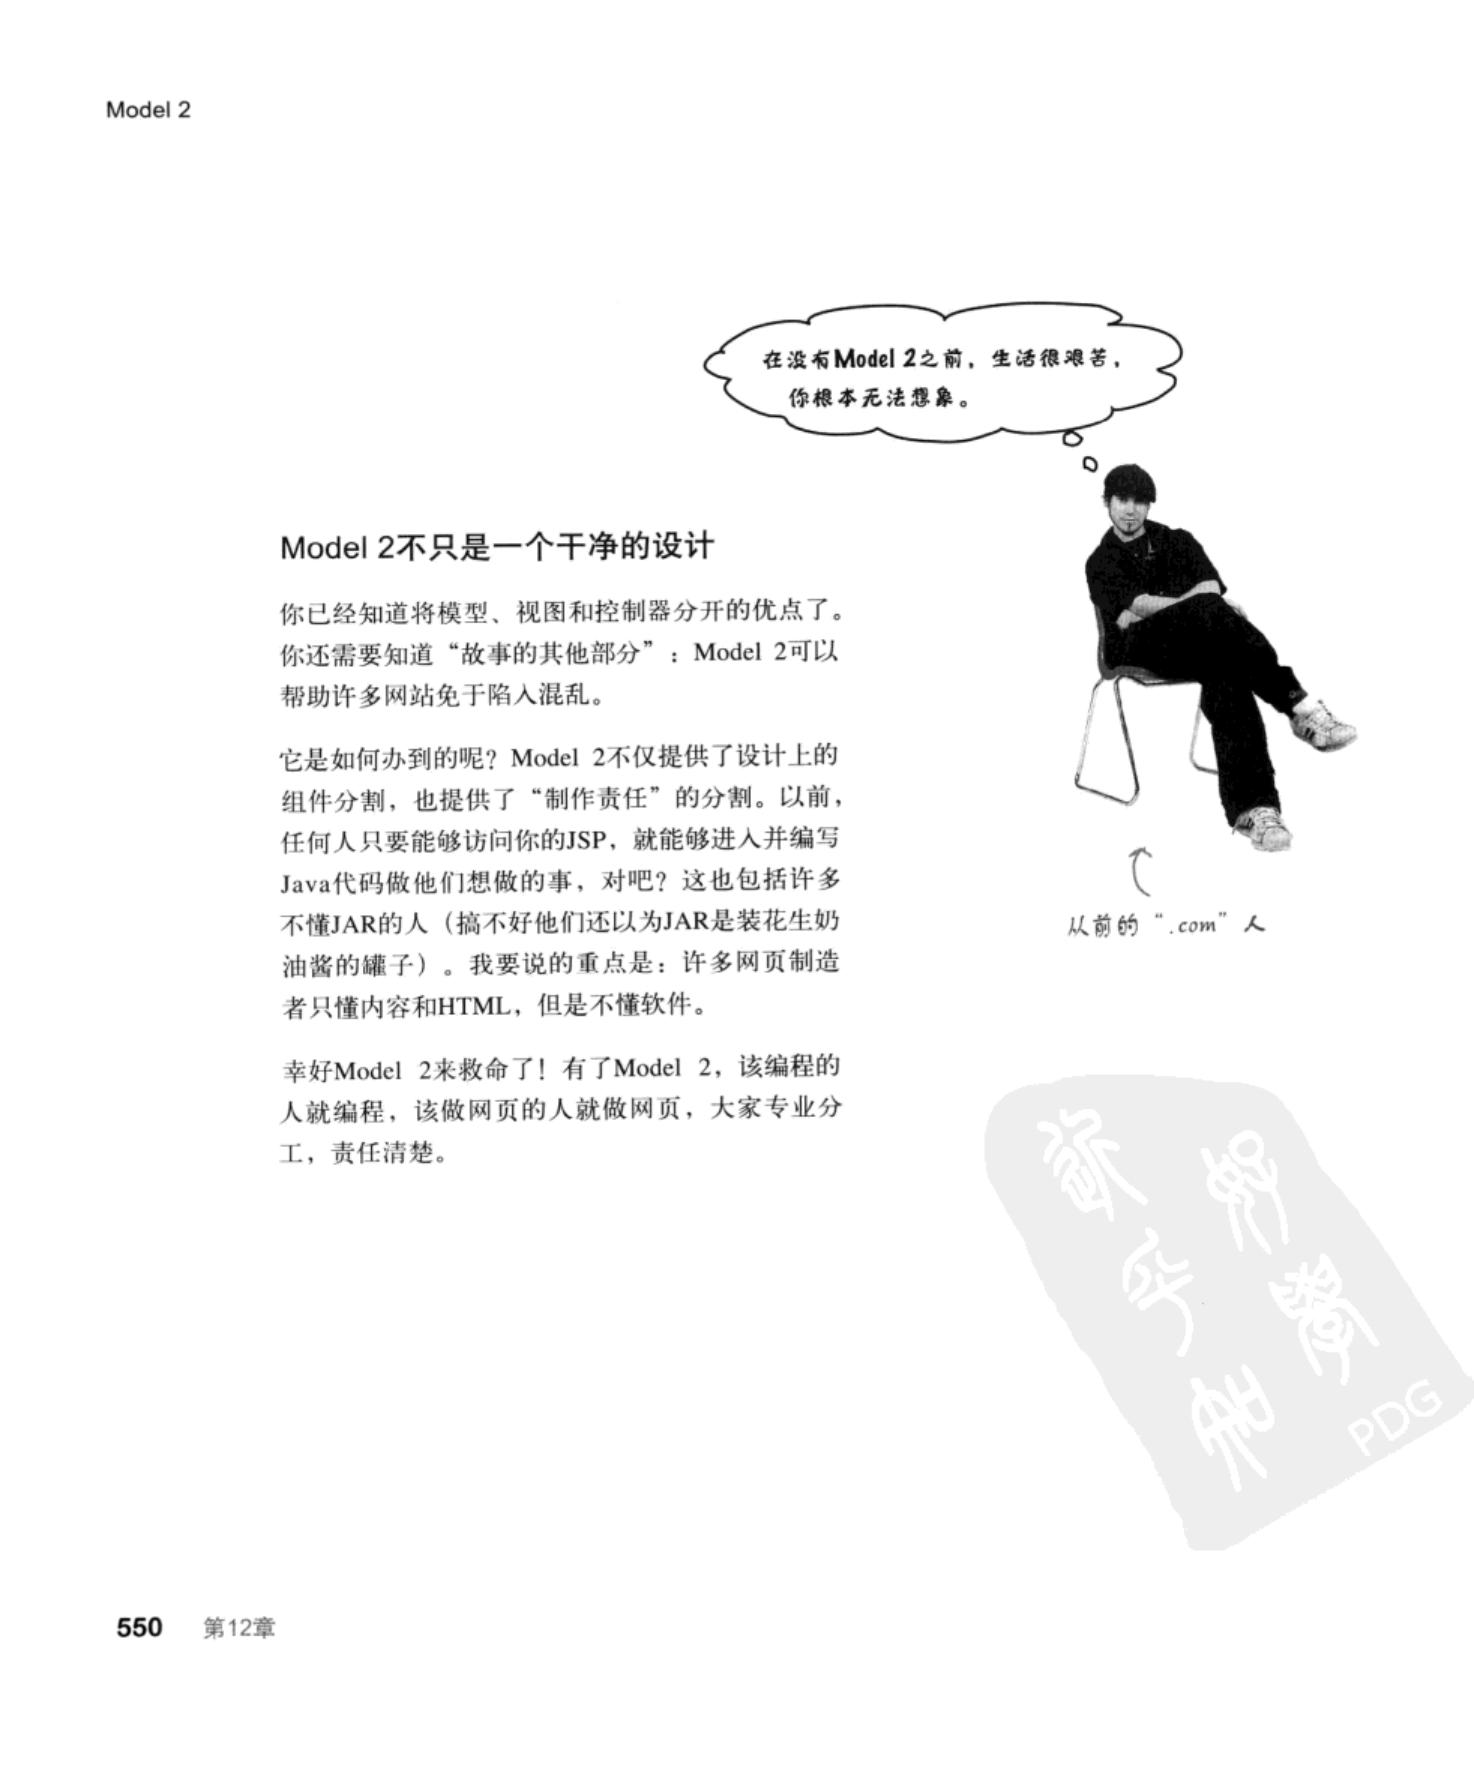 Model 2
在没有Model 2之前，生活很艰苦，
你根本无法想象。
Model 2不只是一个干净的设计
你已经知道将模型、视图和控制器分开的优点了。
你还需要知道“故事的其他部分”：Model 2可以
帮助许多网站免于陷入混乱。
它是如何办到的呢？Model 2不仅提供了设计上的
组件分割，也提供了“制作责任”的分割。以前，
任何人只要能够访问你的JSP，就能够进入并编写
Java代码做他们想做的事，对吧？这也包括许多
不懂JAR的人（搞不好他们还以为JAR是装花生奶
油酱的罐子）。我要说的重点是：许多网页制造
者只懂内容和HTML，但是不懂软件。
幸好Model 2来救命了！有了Model 2，该编程的
人就编程，该做网页的人就做网页，大家专业分
工，责任清楚。
从前的“.com”人
PDG
550 第12章